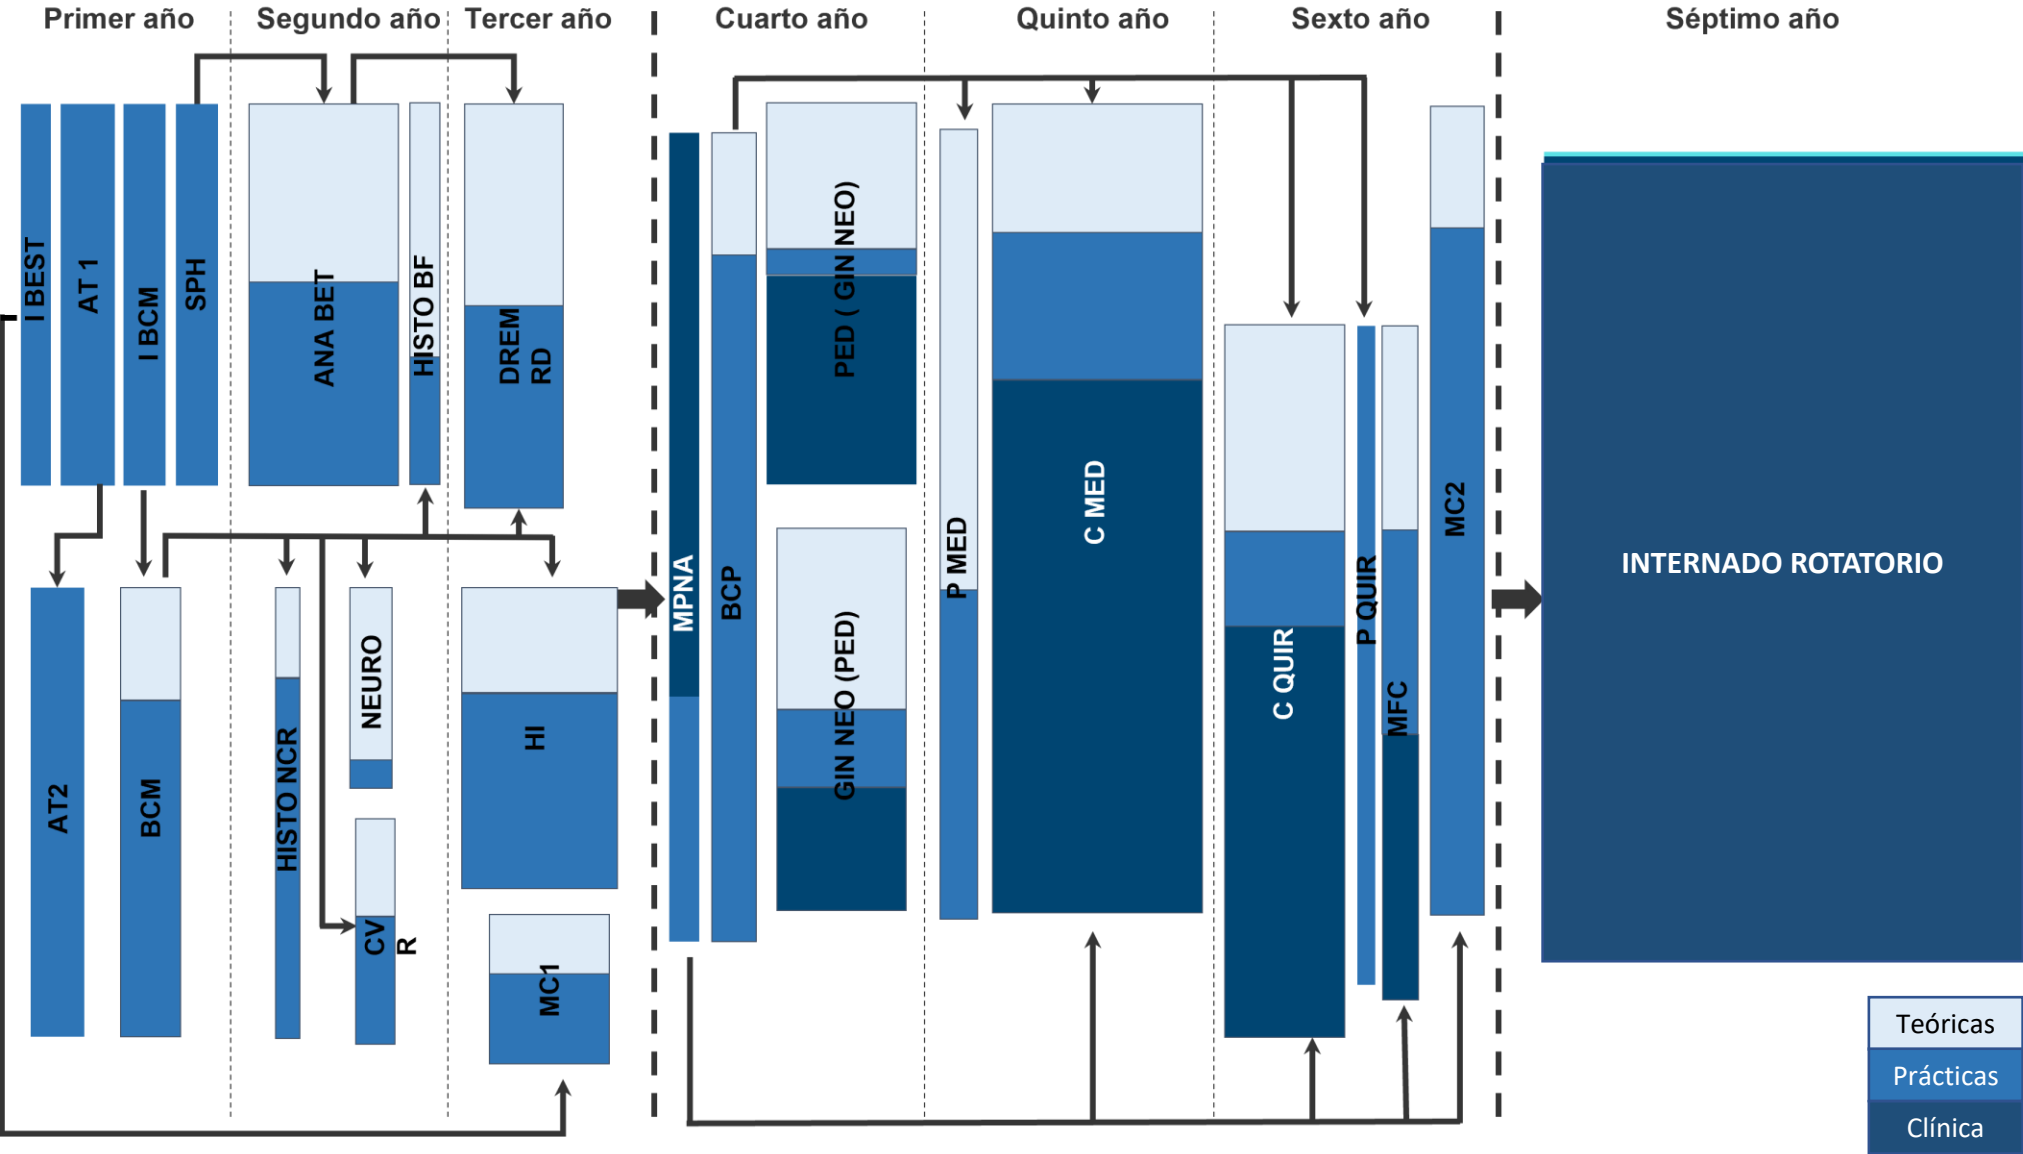 Primer año
Segundo año
Tercer año
Cuarto año
Quinto año
Sexto año
Séptimo año
I BEST
AT 1
I BCM
SPH
ANA BET
HISTO BF
DREM
RD
PED ( GIN NEO)
MPNA
BCP
P MED
C MED
C QUIR
P QUIR
MFC
MC2
INTERNADO ROTATORIO
AT2
BCM
HISTO NCR
NEURO
CV
R
HI
MC1
GIN NEO (PED)
Teóricas
Prácticas
Clínica